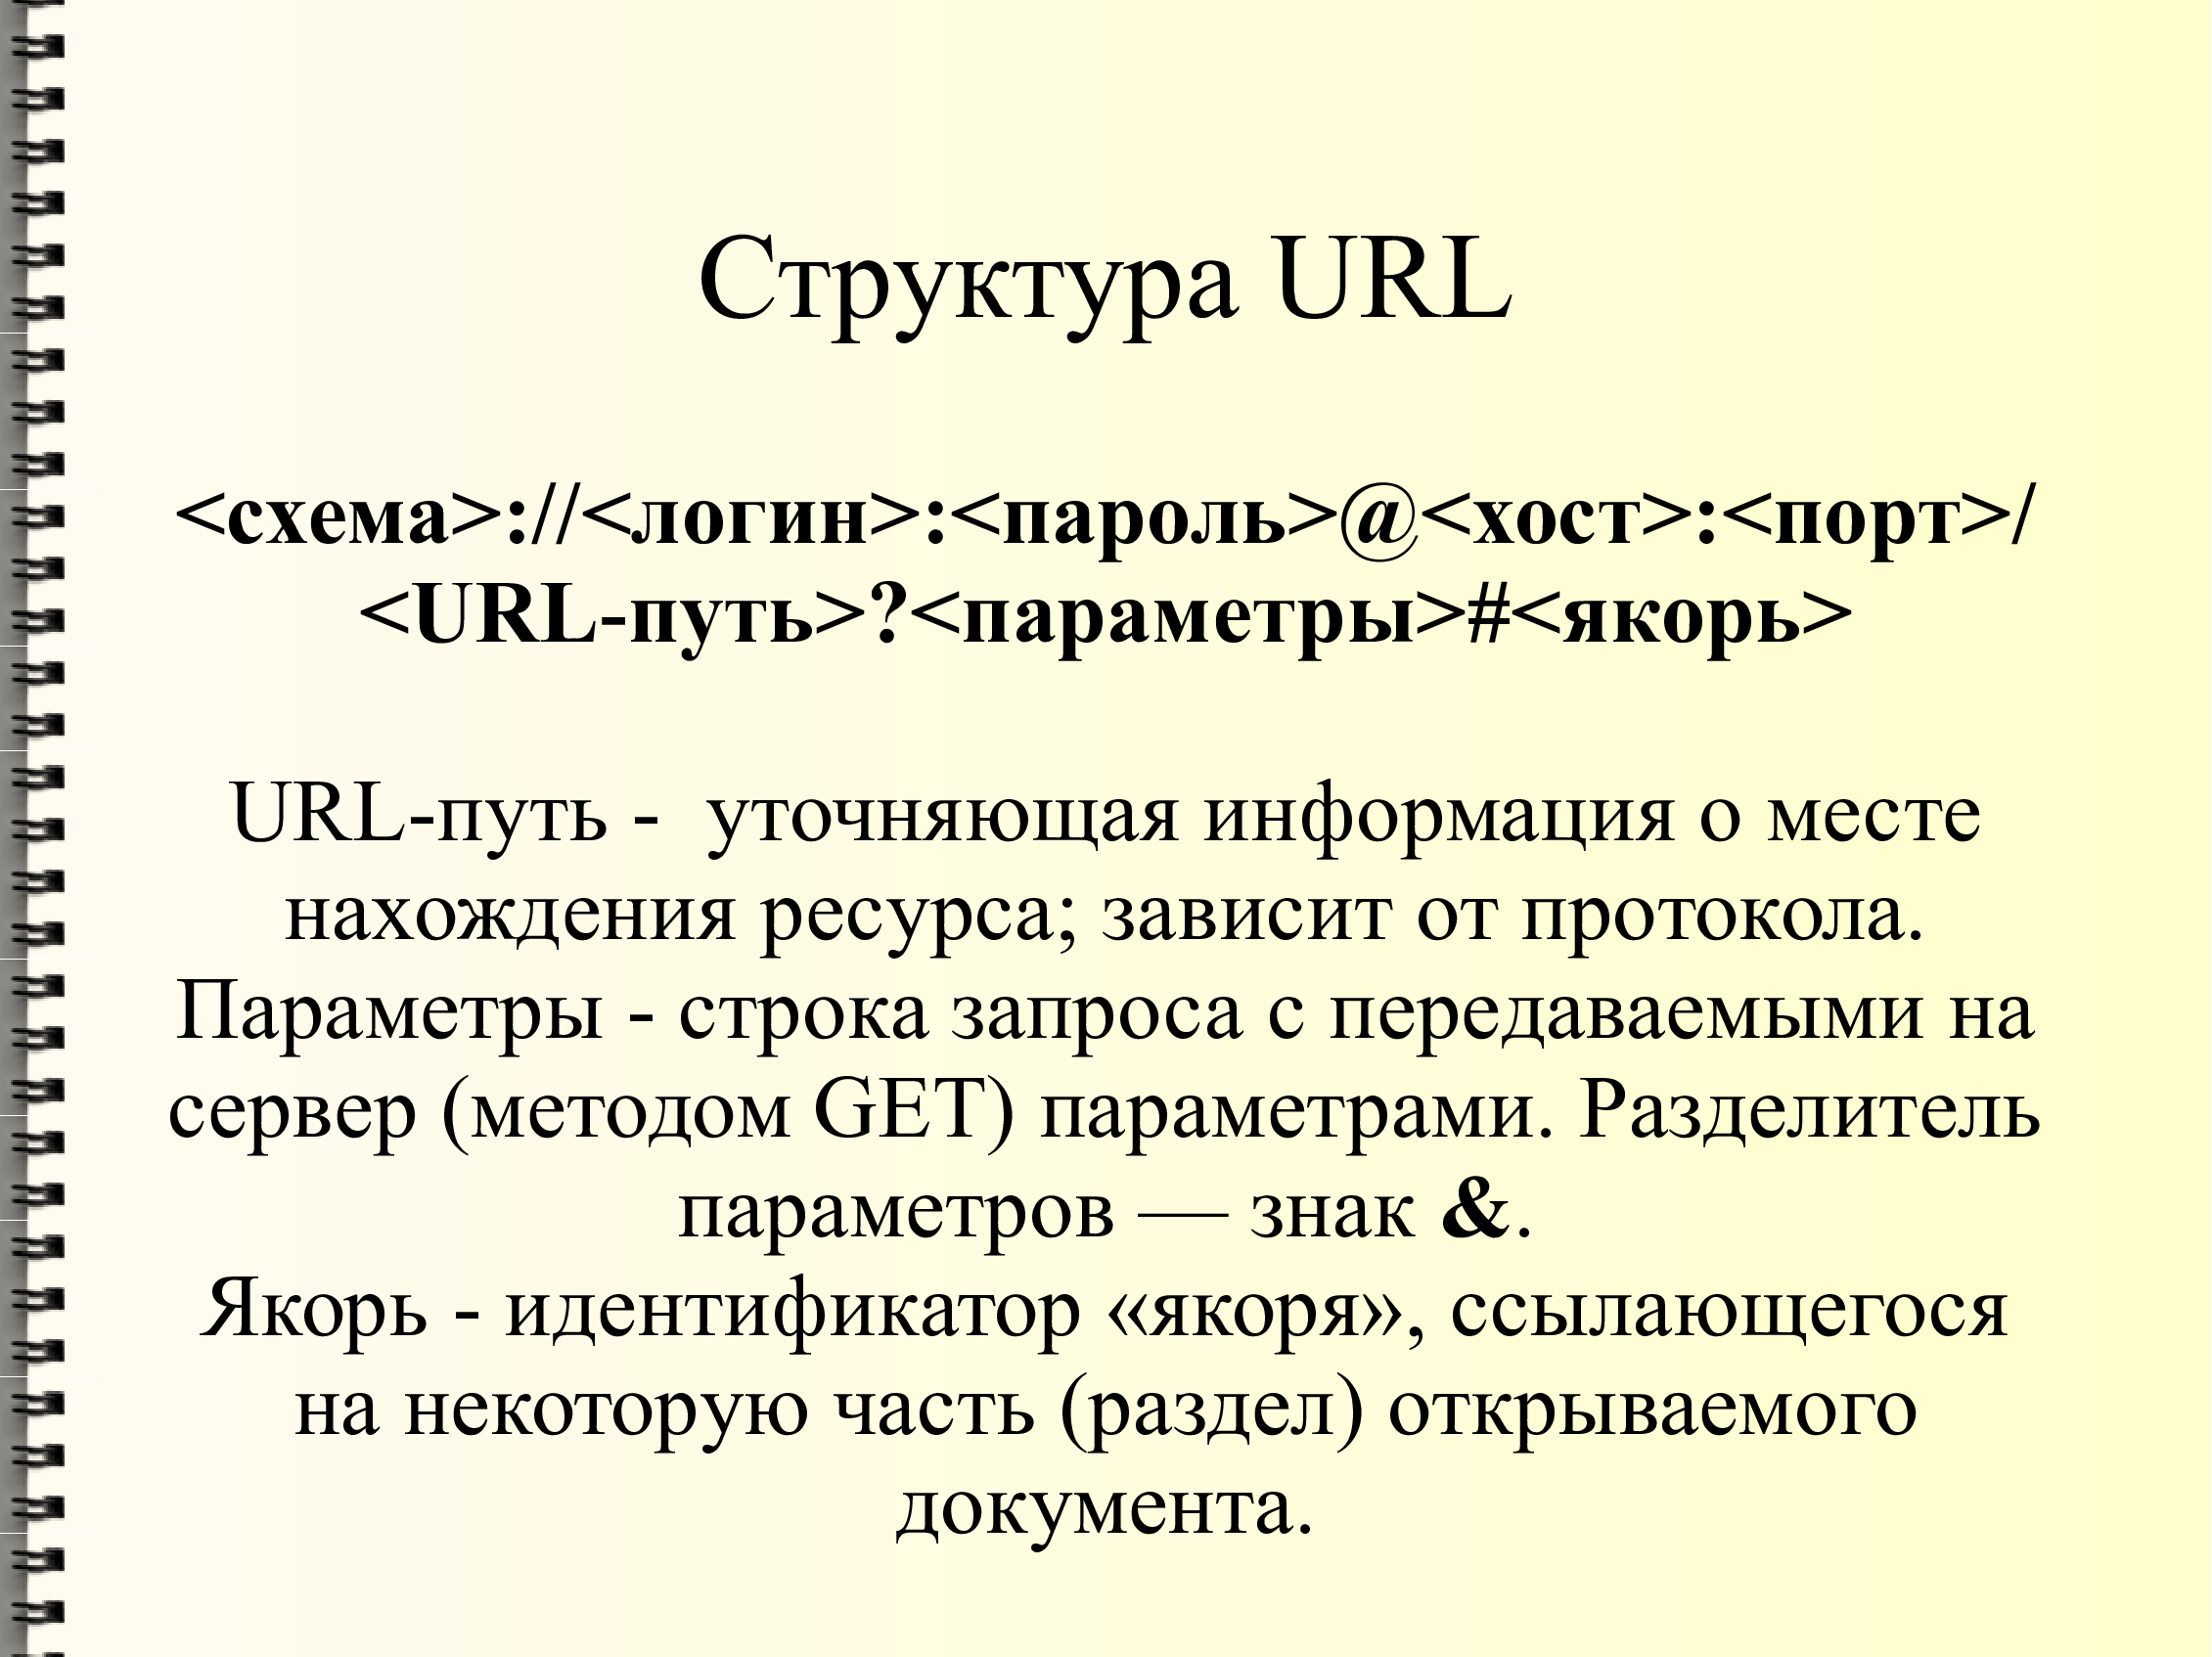 Структура URL
<схема>://<логин>:<пароль>@<хост>:<порт>/
<URL-путь>?<параметры>#<якорь>
URL-путь -  уточняющая информация о месте
нахождения ресурса; зависит от протокола.
Параметры - строка запроса с передаваемыми на
сервер (методом GET) параметрами. Разделитель
параметров — знак &.
Якорь - идентификатор «якоря», ссылающегося
на некоторую часть (раздел) открываемого
документа.